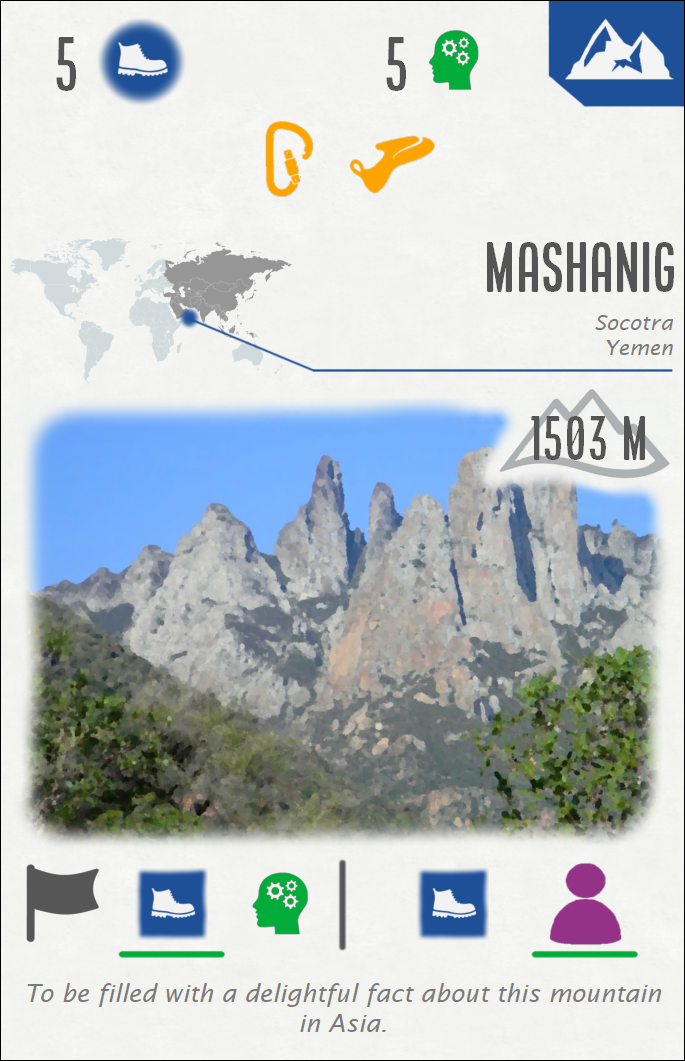 5 5
MASHANIG
Socotra
Yemen
1503 M
To be filled with a delightful fact about this mountain
in Asia.